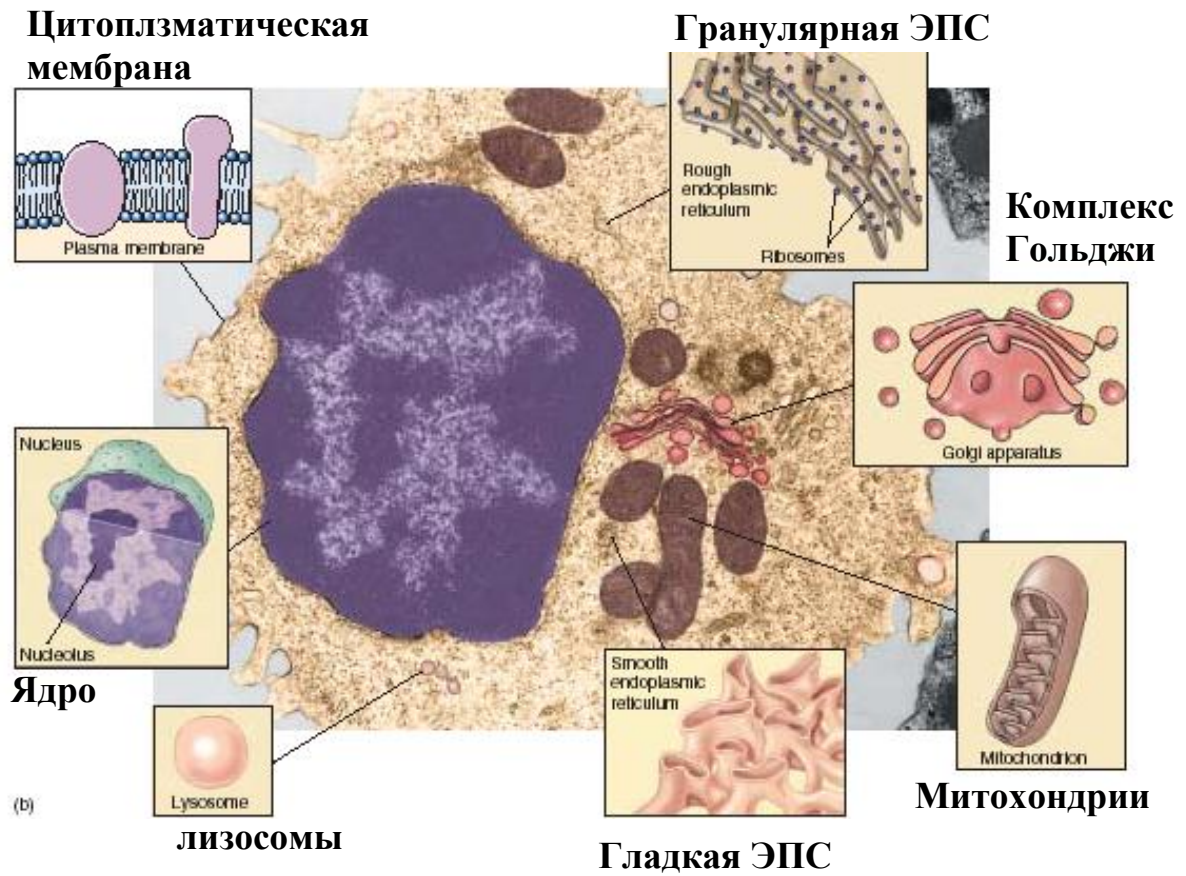 Цитоплзматическая
мембрана
Гранулярная ЭПС
Plasma membrane
Rough
endoplasmic
reticulum
Ribosomes
Комплекс
Гольджи
Golgi apparatus
Nucleus
Nucleolus
Ядро
Smooth
endoplasmic
reticulum
Mitochondrion
Митохондрии
(b)
Lysosome
лизосомы
Гладкая ЭПС